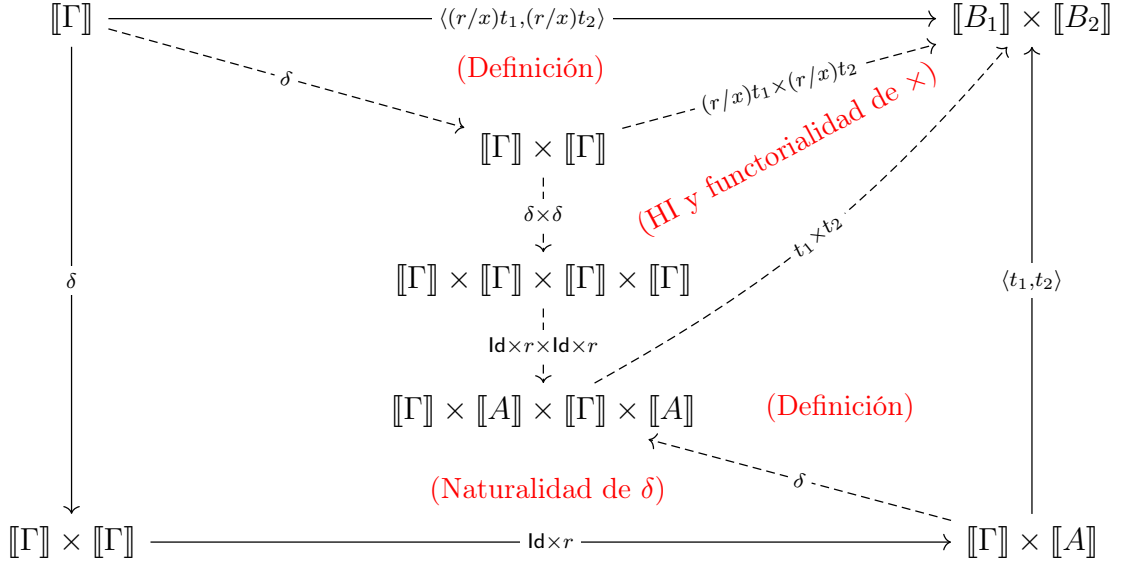 ⟦Γ⟧ ⟨(r/x)t₁,(r/x)t₂⟩ ⟦B₁⟧ × ⟦B₂⟧
(Definición)
δ
(r/x)t₁×(r/x)t₂
⟦Γ⟧ × ⟦Γ⟧
(HI y functorialidad de ×)
δ×δ
t₁×t₂
⟦Γ⟧ × ⟦Γ⟧ × ⟦Γ⟧ × ⟦Γ⟧
δ
⟨t₁,t₂⟩
Id×r×Id×r
⟦Γ⟧ × ⟦A⟧ × ⟦Γ⟧ × ⟦A⟧
(Definición)
δ
(Naturalidad de δ)
⟦Γ⟧ × ⟦Γ⟧ Id×r ⟦Γ⟧ × ⟦A⟧